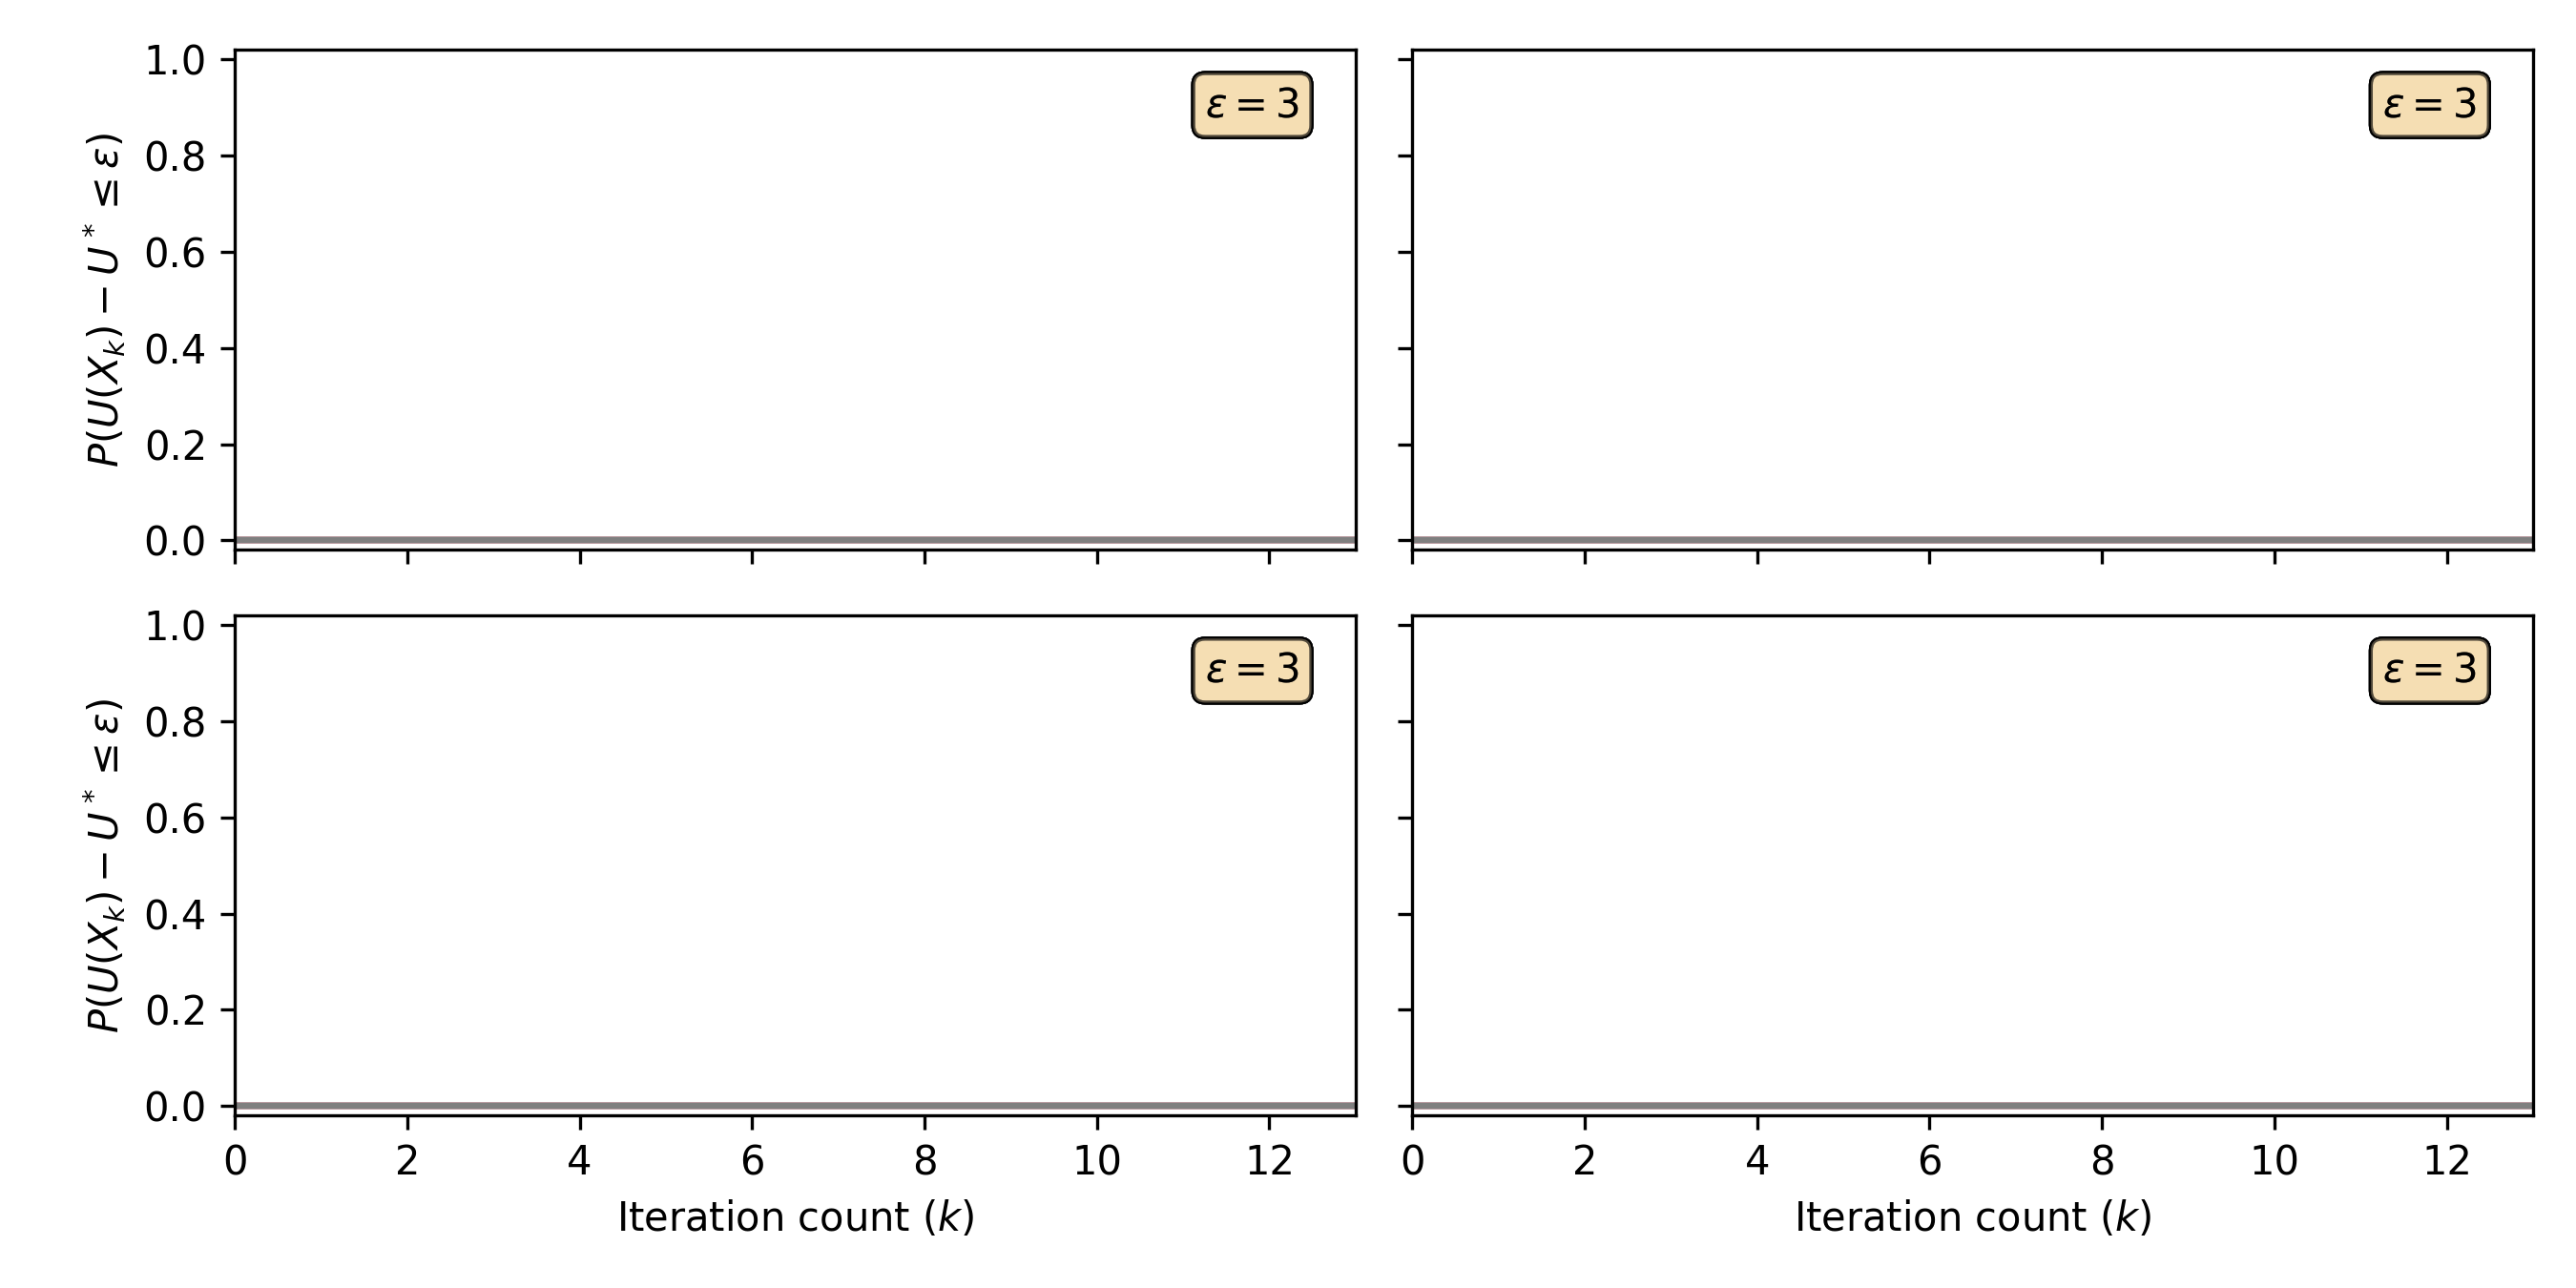 1.0
0.8
0.6
0.4
0.2
0.0
P(U(X_k) − U* ≤ ε)
ε = 3
ε = 3
1.0
0.8
0.6
0.4
0.2
0.0
P(U(X_k) − U* ≤ ε)
ε = 3
ε = 3
0 2 4 6 8 10 12
0 2 4 6 8 10 12
Iteration count (k)
Iteration count (k)